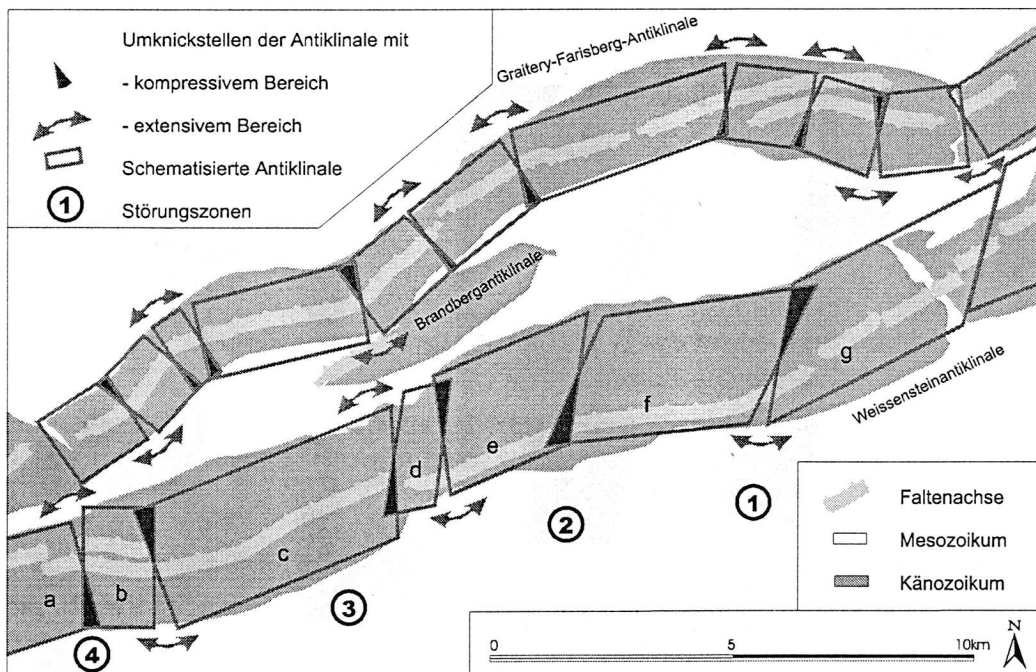 Umknickstellen der Antiklinale mit
- kompressivem Bereich
- extensivem Bereich
Schematisierte Antiklinale
1 Störungszonen
Graitery-Farisberg-Antiklinale
Brandbergantiklinale
Weissensteinantiklinale
a
b
c
d
e
f
g
4
3
2
1
Faltenachse
Mesozoikum
Känozoikum
0 5 10km
N